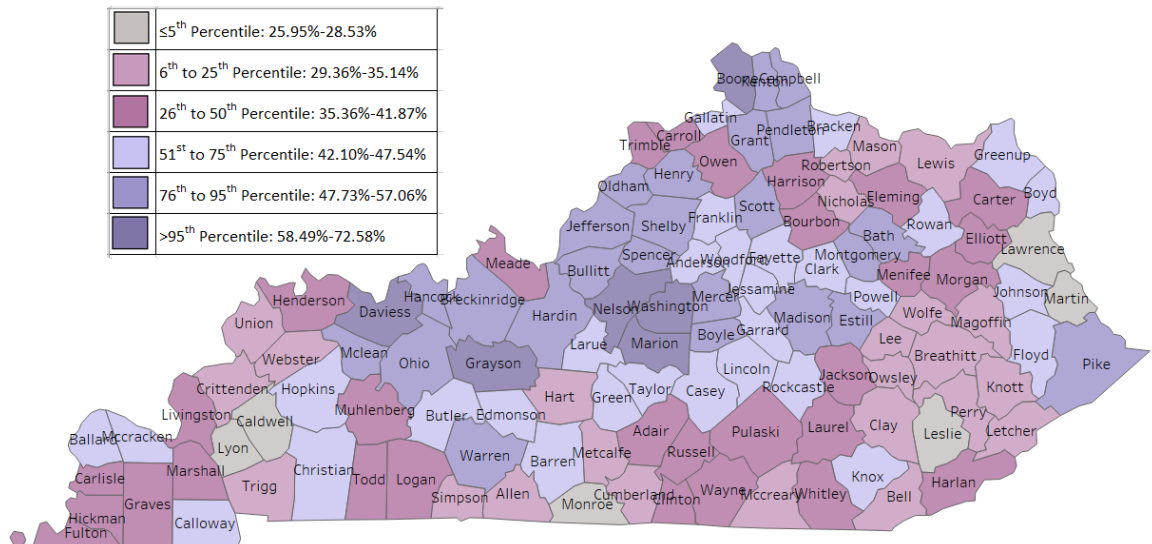 ≤5th Percentile: 25.95%-28.53%
6th to 25th Percentile: 29.36%-35.14%
26th to 50th Percentile: 35.36%-41.87%
51st to 75th Percentile: 42.10%-47.54%
76th to 95th Percentile: 47.73%-57.06%
>95th Percentile: 58.49%-72.58%
Boone Kenton Campbell
Gallatin
Carroll Grant Pendleton Bracken
Trimble Owen Mason
Robertson Lewis Greenup
Henry Harrison
Oldham Nicholas Fleming Carter Boyd
Scott
Jefferson Shelby Franklin Bourbon Rowan
Bath Elliott
Spencer Anderson Woodford Fayette Montgomery Lawrence
Meade Bullitt Clark Menifee Morgan
Henderson Hancock Breckinridge Nelson Washington Mercer Jessamine Powell Johnson Martin
Daviess Hardin Madison Estill Wolfe Magoffin
Union Marion Boyle Garrard
Webster Mclean Ohio Grayson Larue Lee Breathitt Floyd Pike
Crittenden Hopkins Hart Green Taylor Casey Lincoln Rockcastle Jackson Owsley Knott
Livingston Caldwell Muhlenberg Butler Edmonson Perry
Ballard Mccracken Lyon Adair Pulaski Laurel Clay Leslie Letcher
Marshall Christian Warren Barren Metcalfe Russell
Carlisle Trigg Todd Logan Simpson Allen Monroe Cumberland Clinton Wayne Mccreary Whitley Knox Bell Harlan
Graves
Hickman Calloway
Fulton